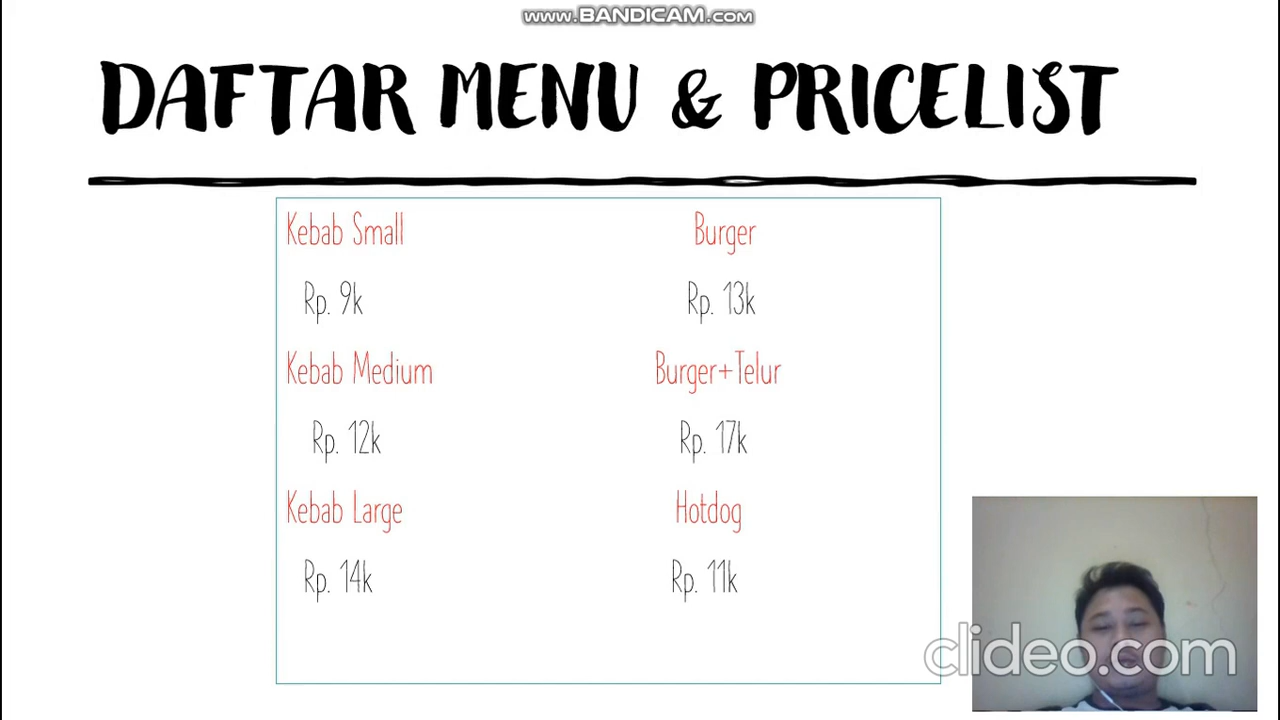 www.BANDICAM.com
DAFTAR MENU & PRICELIST
Kebab Small
Rp. 9k
Kebab Medium
Rp. 12k
Kebab Large
Rp. 14k
Burger
Rp. 13k
Burger+Telur
Rp. 17k
Hotdog
Rp. 11k
clideo.com